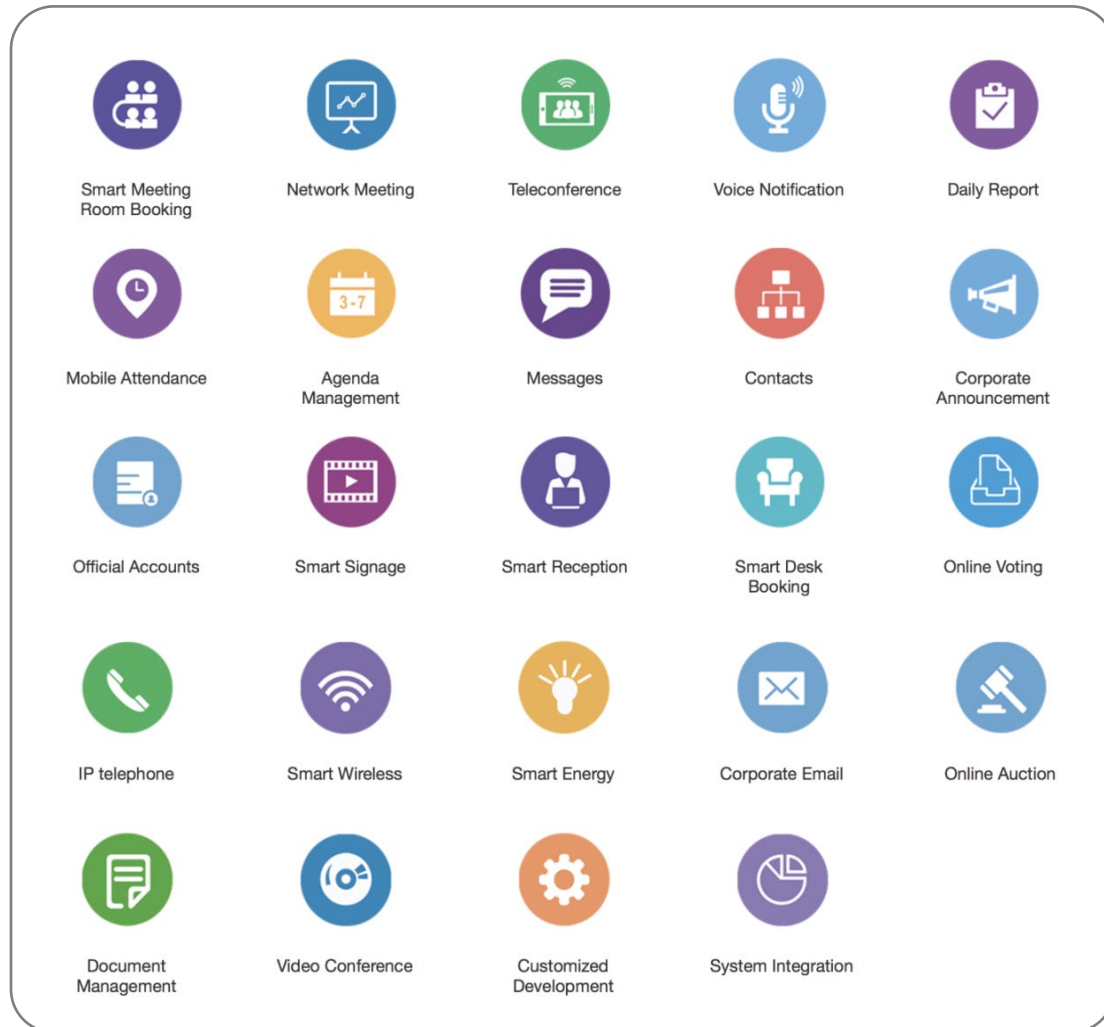 Smart Meeting
Room Booking
Network Meeting
Teleconference
Voice Notification
Daily Report
Mobile Attendance
3-7
Agenda
Management
Messages
Contacts
Corporate
Announcement
Official Accounts
Smart Signage
Smart Reception
Smart Desk
Booking
Online Voting
IP telephone
Smart Wireless
Smart Energy
Corporate Email
Online Auction
Document
Management
Video Conference
Customized
Development
System Integration